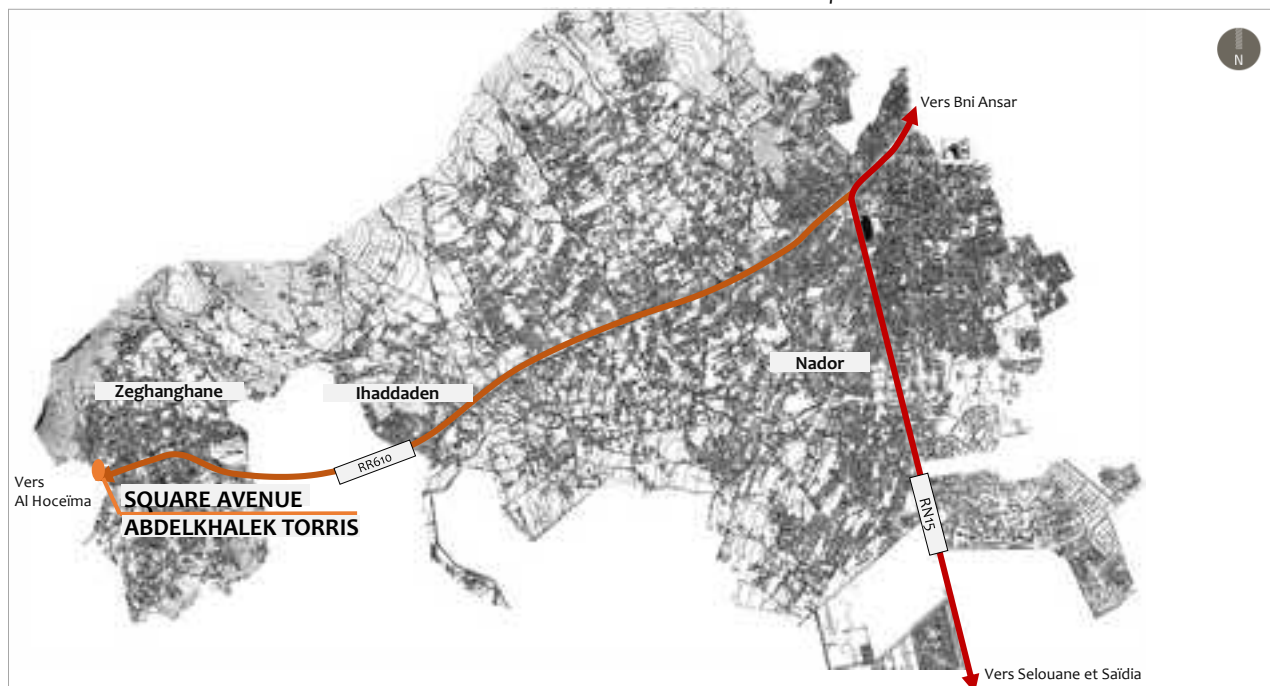 N
Vers Bni Ansar
Nador
Zeghanghane
Ihaddaden
RR610
Vers
Al Hoceïma
SQUARE AVENUE
ABDELKHALEK TORRIS
RN15
Vers Selouane et Saïdia